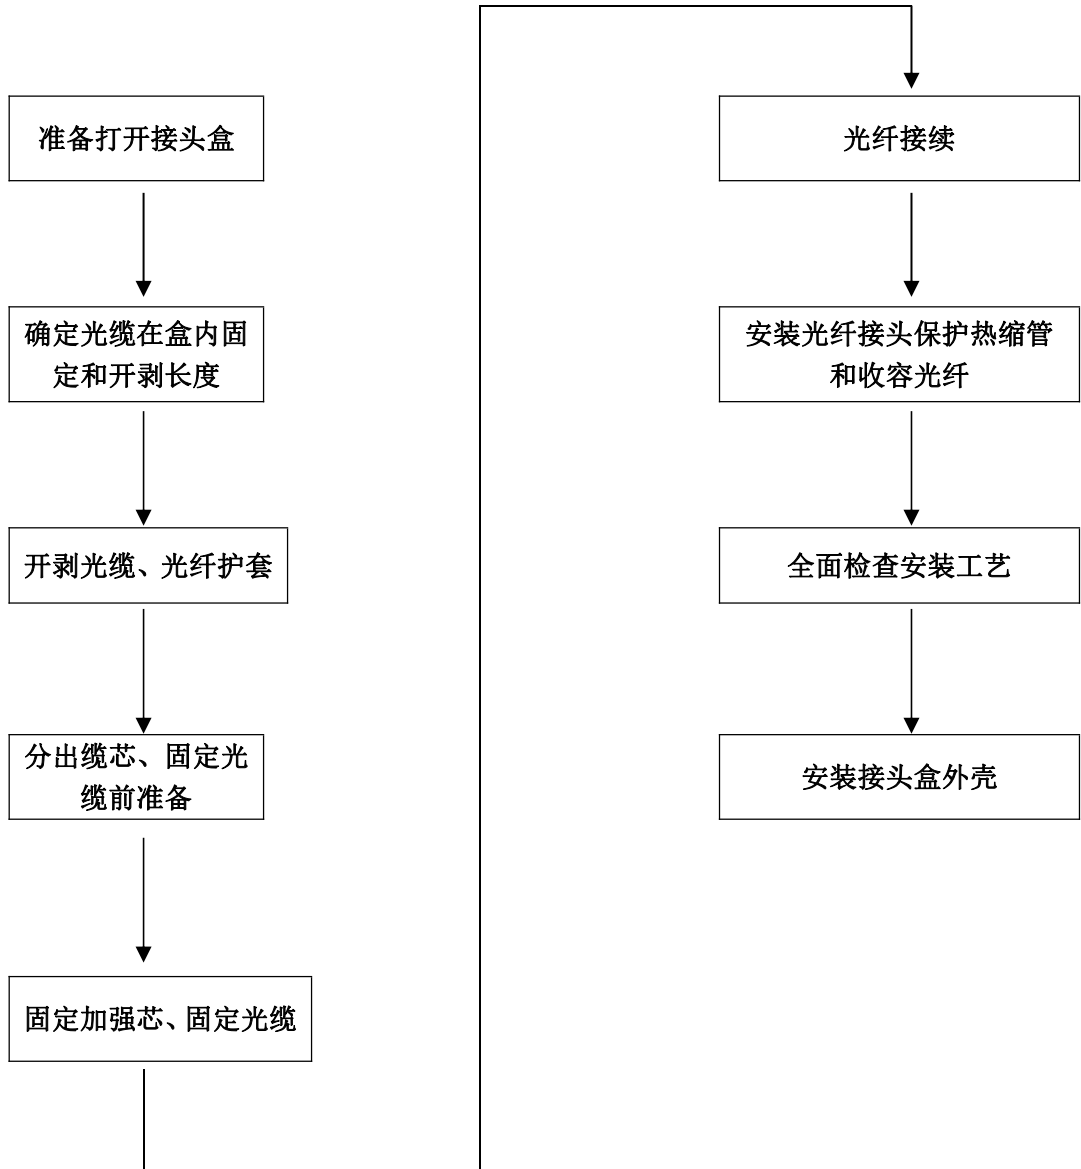 准备打开接头盒
确定光缆在盒内固
定和开剥长度
开剥光缆、光纤护套
分出缆芯、固定光
缆前准备
固定加强芯、固定光缆
光纤接续
安装光纤接头保护热缩管
和收容光纤
全面检查安装工艺
安装接头盒外壳